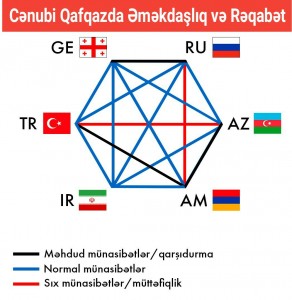 Cənubi Qafqazda Əməkdaşlıq və Rəqabət
GE RU
TR AZ
IR AM
Məhdud münasibətlər/qarşıdurma
Normal münasibətlər
Sıx münasibətlər/müttəfiqlik